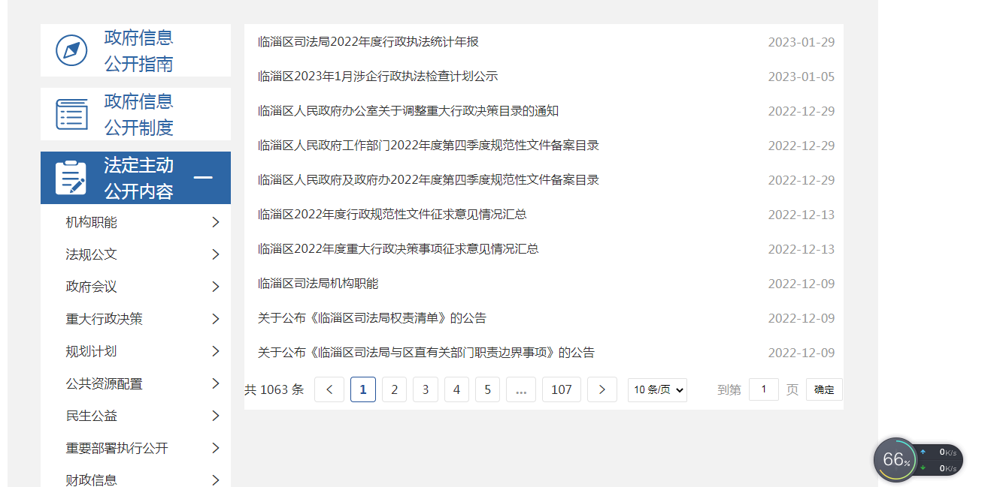 政府信息
公开指南
政府信息
公开制度
法定主动
公开内容
机构职能
法规公文
政府会议
重大行政决策
规划计划
公共资源配置
民生公益
重要部署执行公开
财政信息
临淄区司法局2022年度行政执法统计年报 2023-01-29
临淄区2023年1月涉企行政执法检查计划公示 2023-01-05
临淄区人民政府办公室关于调整重大行政决策目录的通知 2022-12-29
临淄区人民政府工作部门2022年度第四季度规范性文件备案目录 2022-12-29
临淄区人民政府及政府办2022年度第四季度规范性文件备案目录 2022-12-29
临淄区2022年度行政规范性文件征求意见情况汇总 2022-12-13
临淄区2022年度重大行政决策事项征求意见情况汇总 2022-12-13
临淄区司法局机构职能 2022-12-09
关于公布《临淄区司法局权责清单》的公告 2022-12-09
关于公布《临淄区司法局与区直有关部门职责边界事项》的公告 2022-12-09
共 1063 条 < 1 2 3 4 5 ... 107 > 10 条/页 到第 1 页 确定
66% 0K/s
0K/s